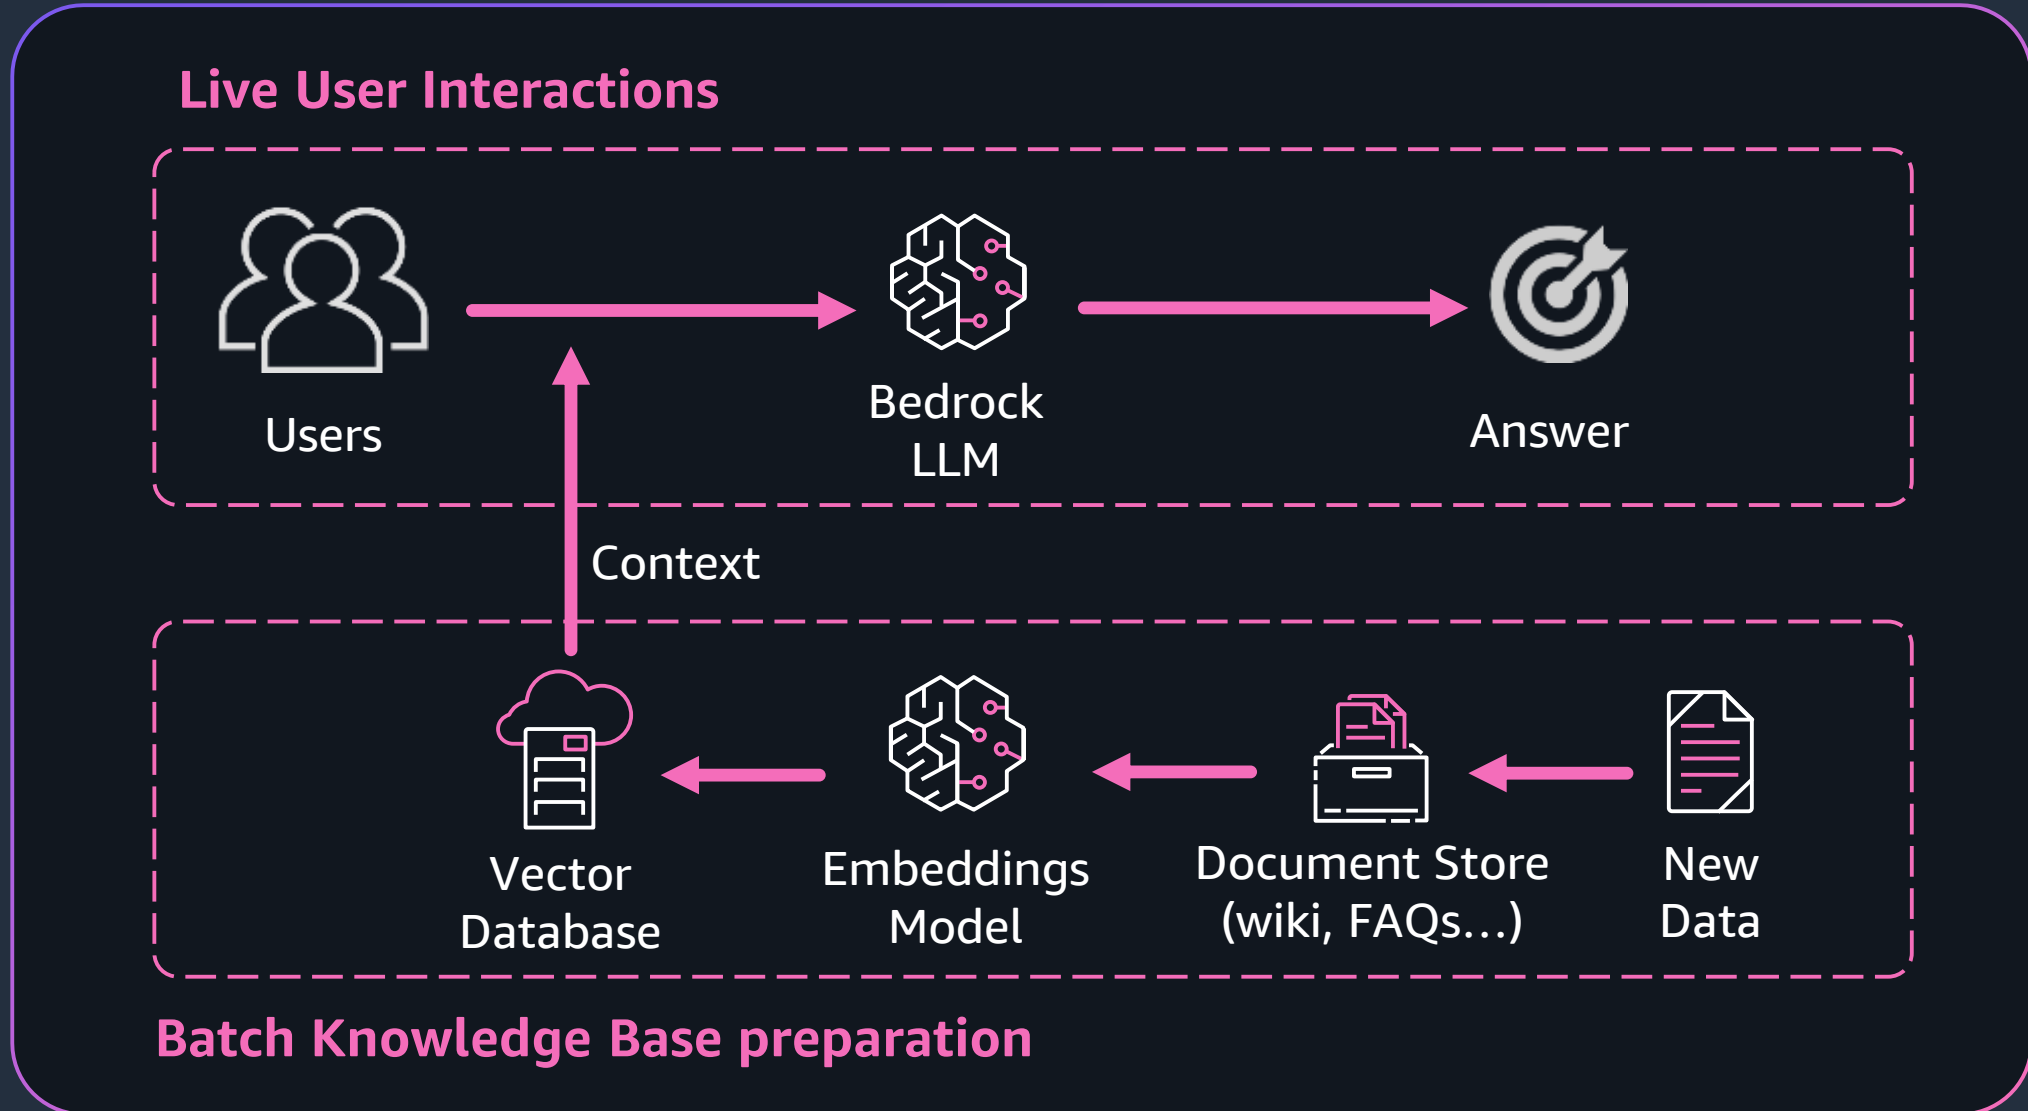 Live User Interactions
Users
Bedrock
LLM
Answer
Context
Vector
Database
Embeddings
Model
Document Store
(wiki, FAQs...)
New
Data
Batch Knowledge Base preparation